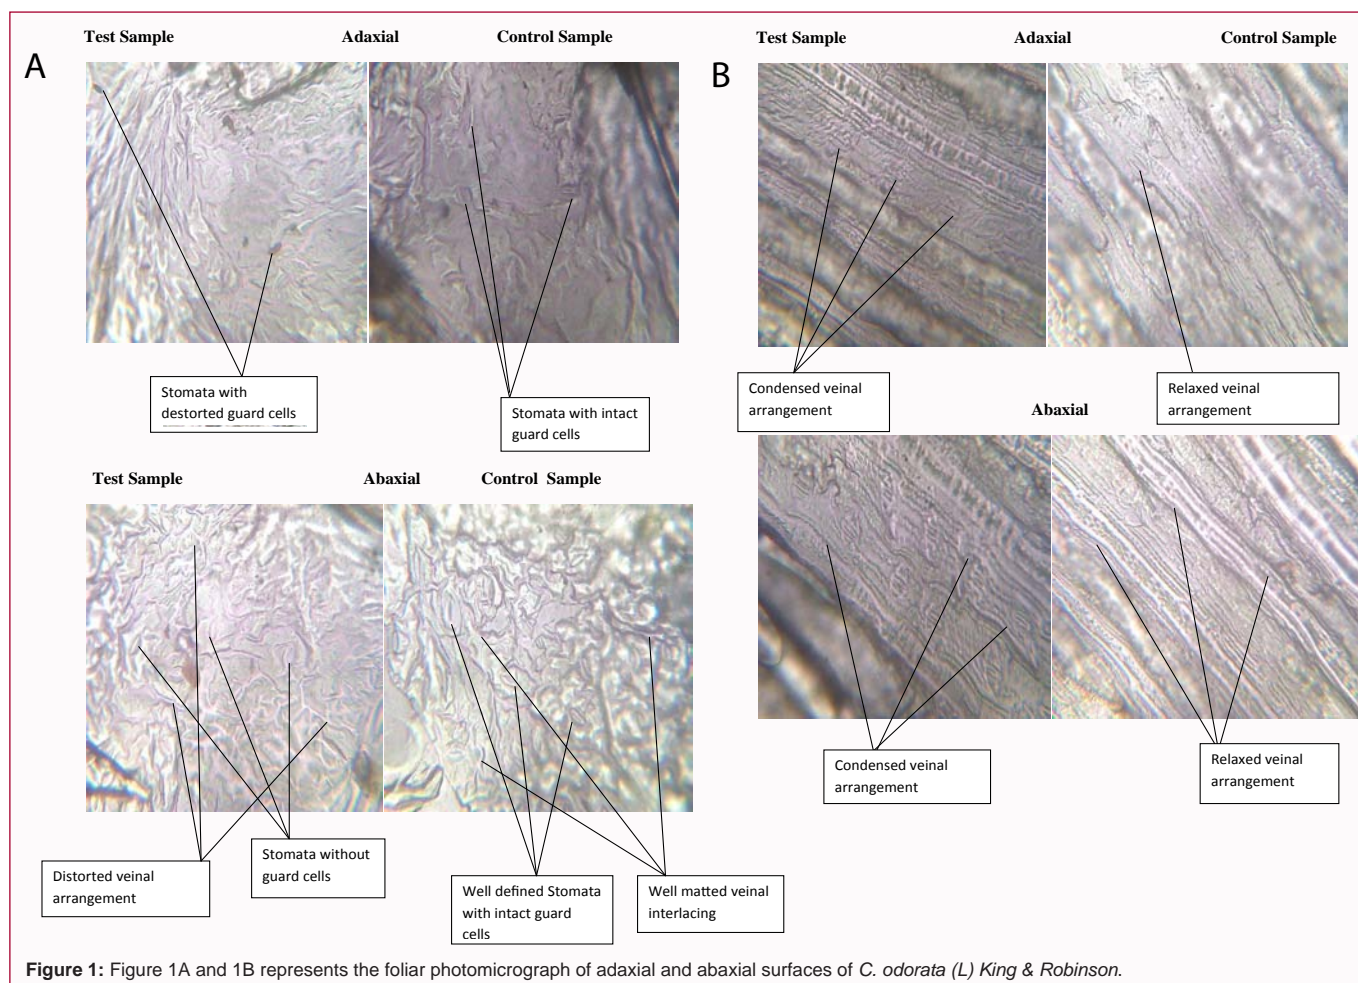 Test Sample Adaxial Control Sample
A
Stomata with
destorted guard cells
Stomata with intact
guard cells
Test Sample Abaxial Control Sample
Distorted veinal
arrangement
Stomata without
guard cells
Well defined Stomata
with intact guard
cells
Well matted veinal
interlacing
Test Sample Adaxial Control Sample
B
Condensed veinal
arrangement
Relaxed veinal
arrangement
Abaxial
Condensed veinal
arrangement
Relaxed veinal
arrangement
Figure 1: Figure 1A and 1B represents the foliar photomicrograph of adaxial and abaxial surfaces of C. odorata (L) King & Robinson.